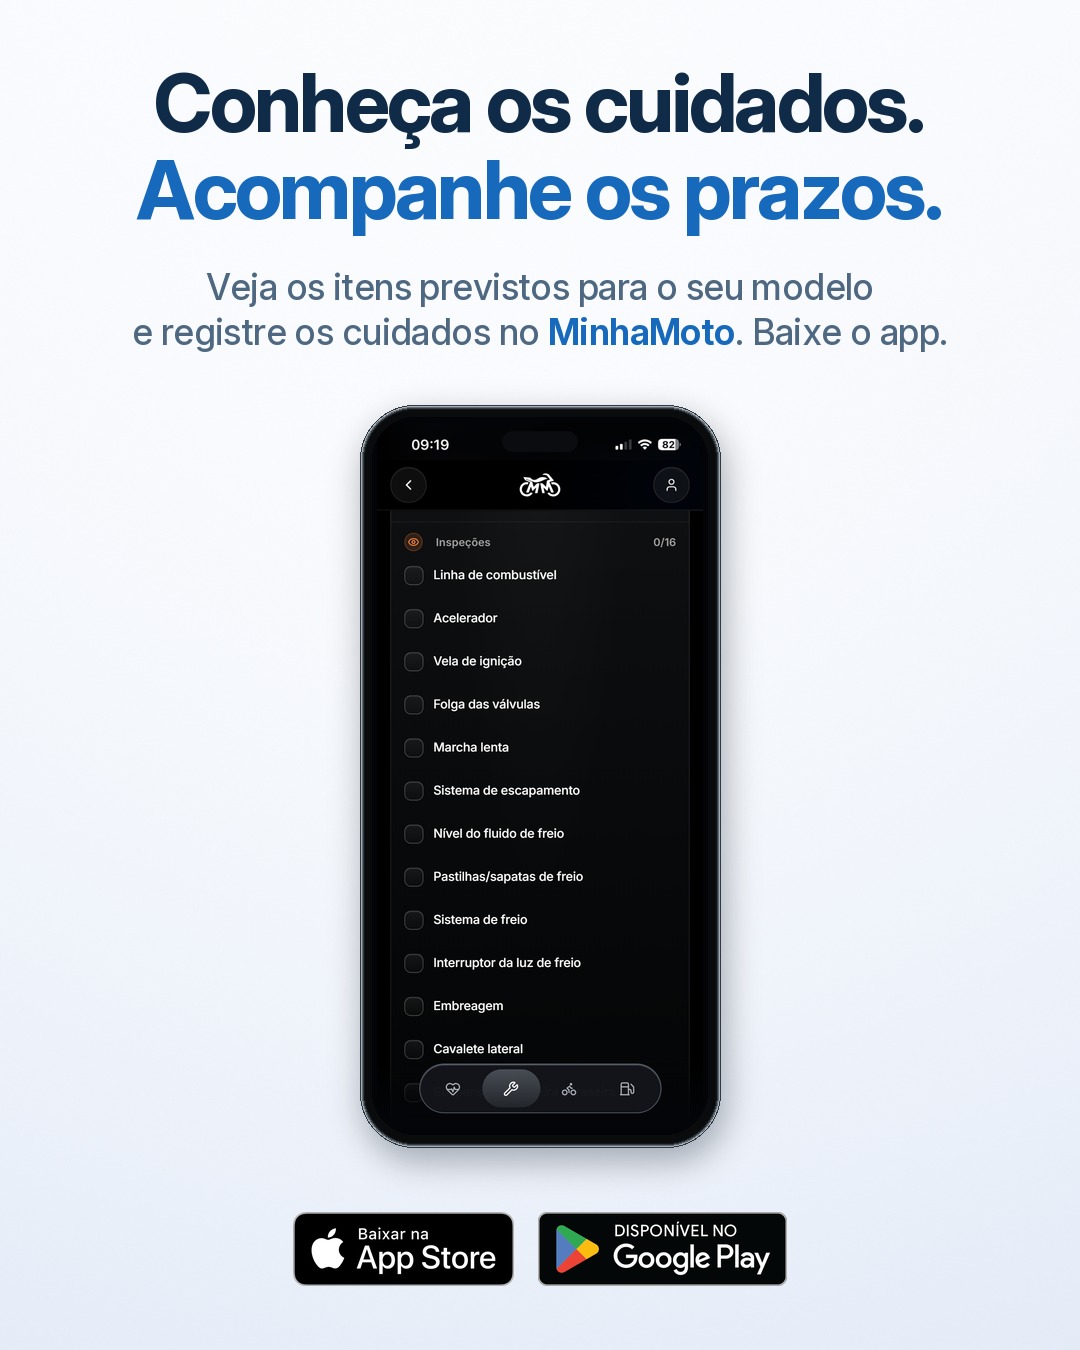 Conheça os cuidados.
Acompanhe os prazos.
Veja os itens previstos para o seu modelo
e registre os cuidados no MinhaMoto. Baixe o app.
09:19
82
MM
Inspeções 0/16
Linha de combustível
Acelerador
Vela de ignição
Folga das válvulas
Marcha lenta
Sistema de escapamento
Nível do fluido de freio
Pastilhas/sapatas de freio
Sistema de freio
Interruptor da luz de freio
Embreagem
Cavalete lateral
Baixar na
App Store
DISPONÍVEL NO
Google Play